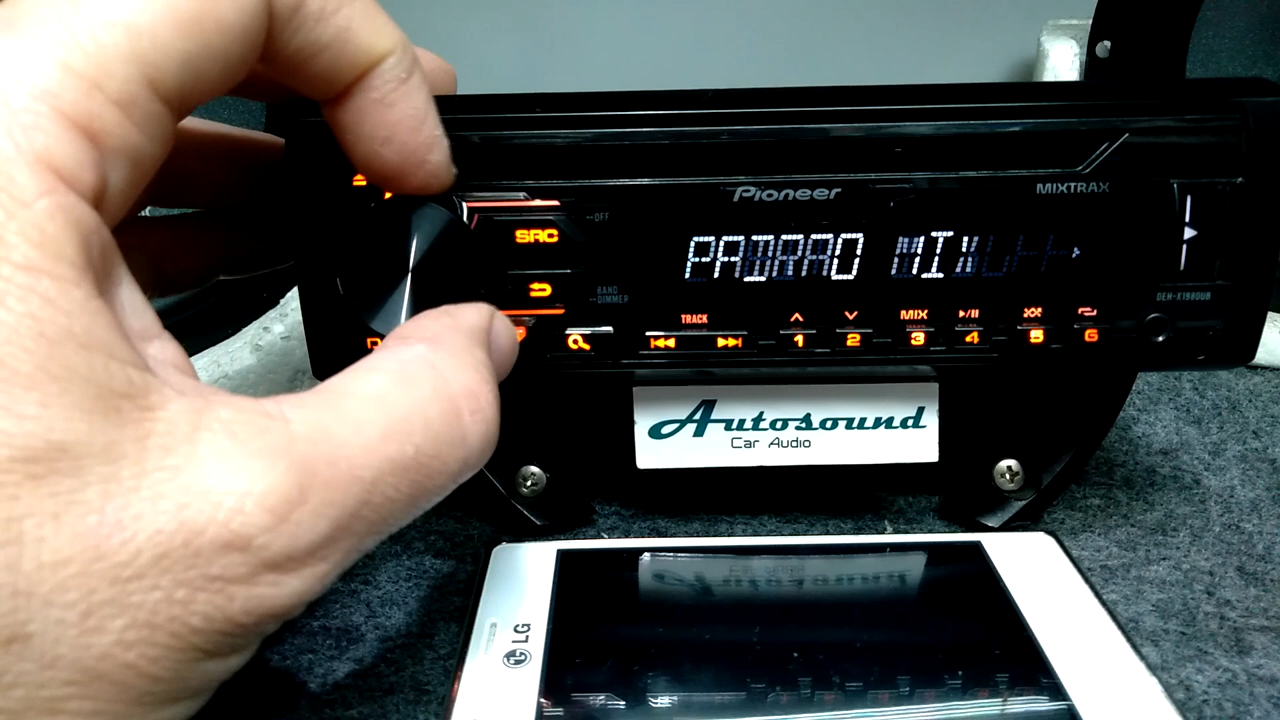 Pioneer
MIXTRAX
OFF
SRC
PADRAO MIX
BAND
DIMMER
DEH-X1980UB
TRACK
MIX
1 2 3 4 5 6
Autosound
Car Audio
LG